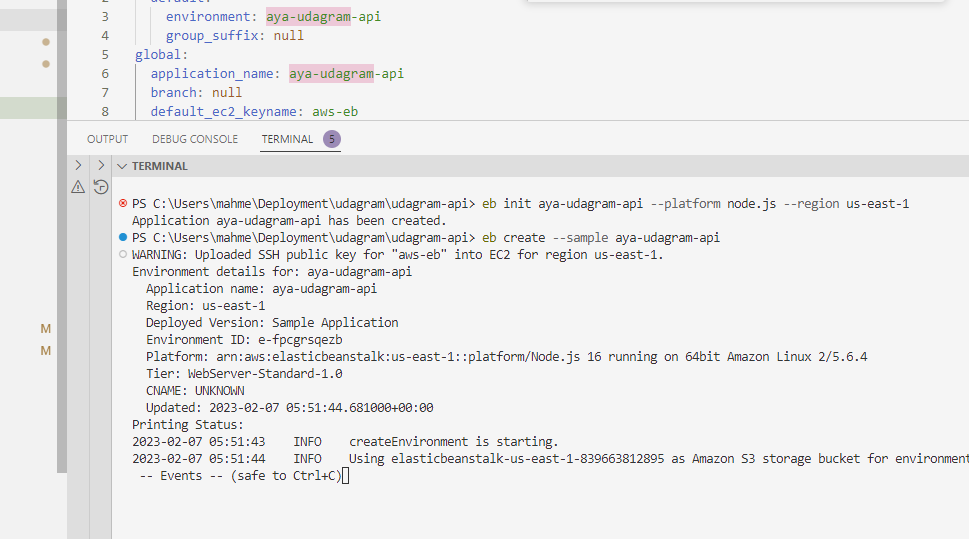 2
default:
3
environment: aya-udagram-api
4
group_suffix: null
5
global:
6
application_name: aya-udagram-api
7
branch: null
8
default_ec2_keyname: aws-eb
OUTPUT DEBUG CONSOLE TERMINAL 5
TERMINAL
PS C:\Users\mahme\Deployment\udagram\udagram-api> eb init aya-udagram-api --platform node.js --region us-east-1
Application aya-udagram-api has been created.
PS C:\Users\mahme\Deployment\udagram\udagram-api> eb create --sample aya-udagram-api
WARNING: Uploaded SSH public key for "aws-eb" into EC2 for region us-east-1.
Environment details for: aya-udagram-api
Application name: aya-udagram-api
Region: us-east-1
Deployed Version: Sample Application
Environment ID: e-fpcgrsqezb
Platform: arn:aws:elasticbeanstalk:us-east-1::platform/Node.js 16 running on 64bit Amazon Linux 2/5.6.4
Tier: WebServer-Standard-1.0
CNAME: UNKNOWN
M
Updated: 2023-02-07 05:51:44.681000+00:00
M
Printing Status:
2023-02-07 05:51:43 INFO createEnvironment is starting.
2023-02-07 05:51:44 INFO Using elasticbeanstalk-us-east-1-839663812895 as Amazon S3 storage bucket for environment
-- Events -- (safe to Ctrl+C)